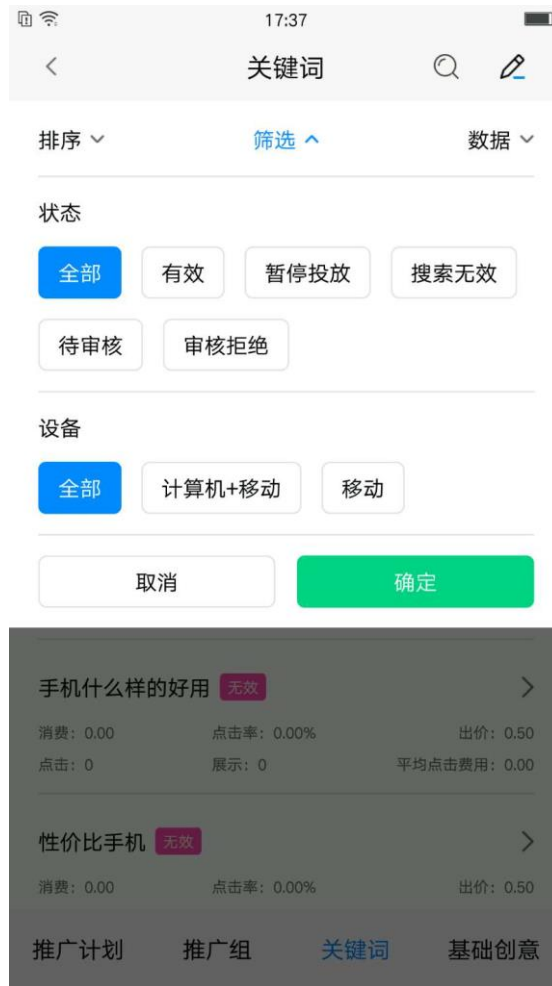 17:37
关键词
排序 筛选 数据
状态
全部 有效 暂停投放 搜索无效
待审核 审核拒绝
设备
全部 计算机+移动 移动
取消 确定
手机什么样的好用 无效
消费：0.00 点击率：0.00% 出价：0.50
点击：0 展示：0 平均点击费用：0.00
性价比手机 无效
消费：0.00 点击率：0.00% 出价：0.50
推广计划 推广组 关键词 基础创意